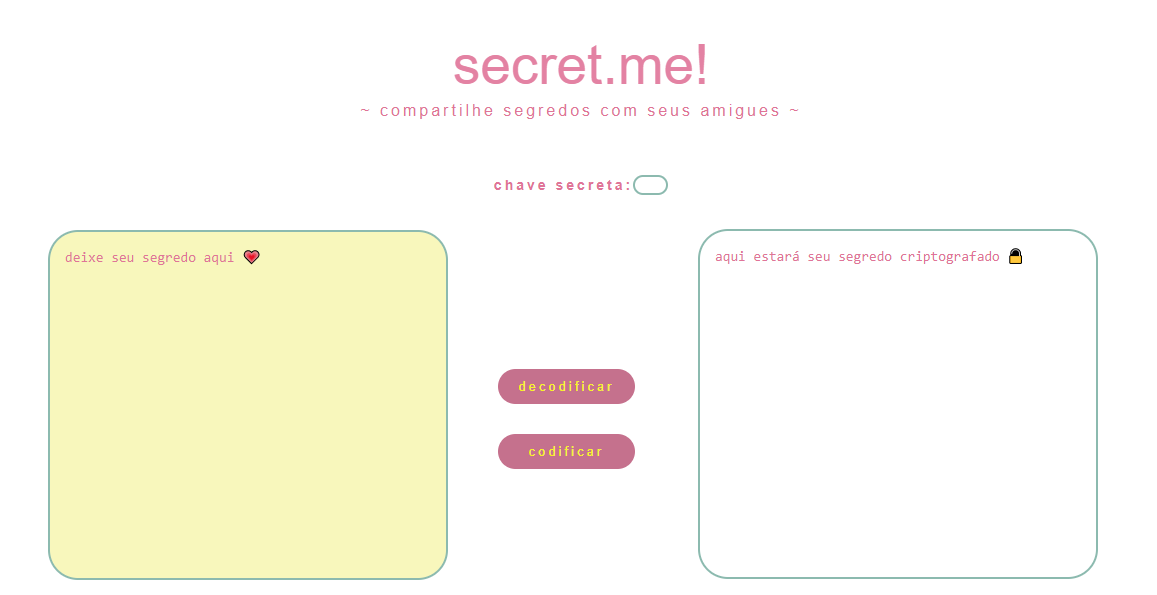 secret.me!
~ compartilhe segredos com seus amigues ~
chave secreta:
deixe seu segredo aqui
aqui estará seu segredo criptografado
decodificar
codificar